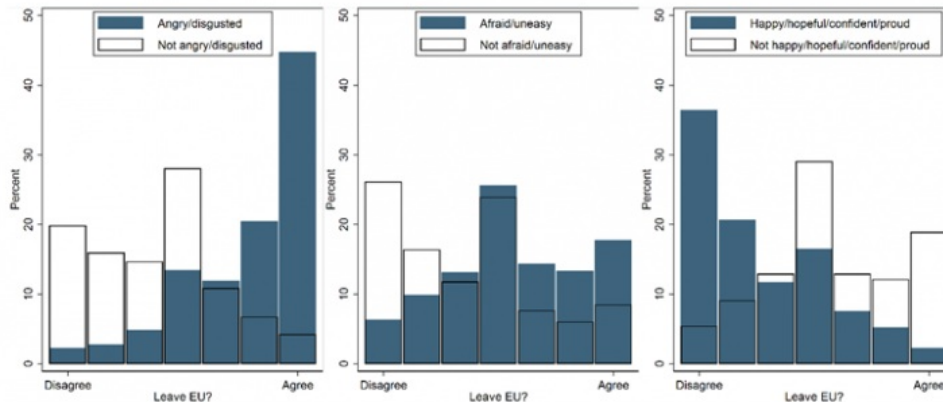 Angry/disgusted
Not angry/disgusted
50
40
30
20
10
0
Percent
Disagree
Agree
Leave EU?
Afraid/uneasy
Not afraid/uneasy
50
40
30
20
10
0
Percent
Disagree
Agree
Leave EU?
Happy/hopeful/confident/proud
Not happy/hopeful/confident/proud
50
40
30
20
10
0
Percent
Disagree
Agree
Leave EU?